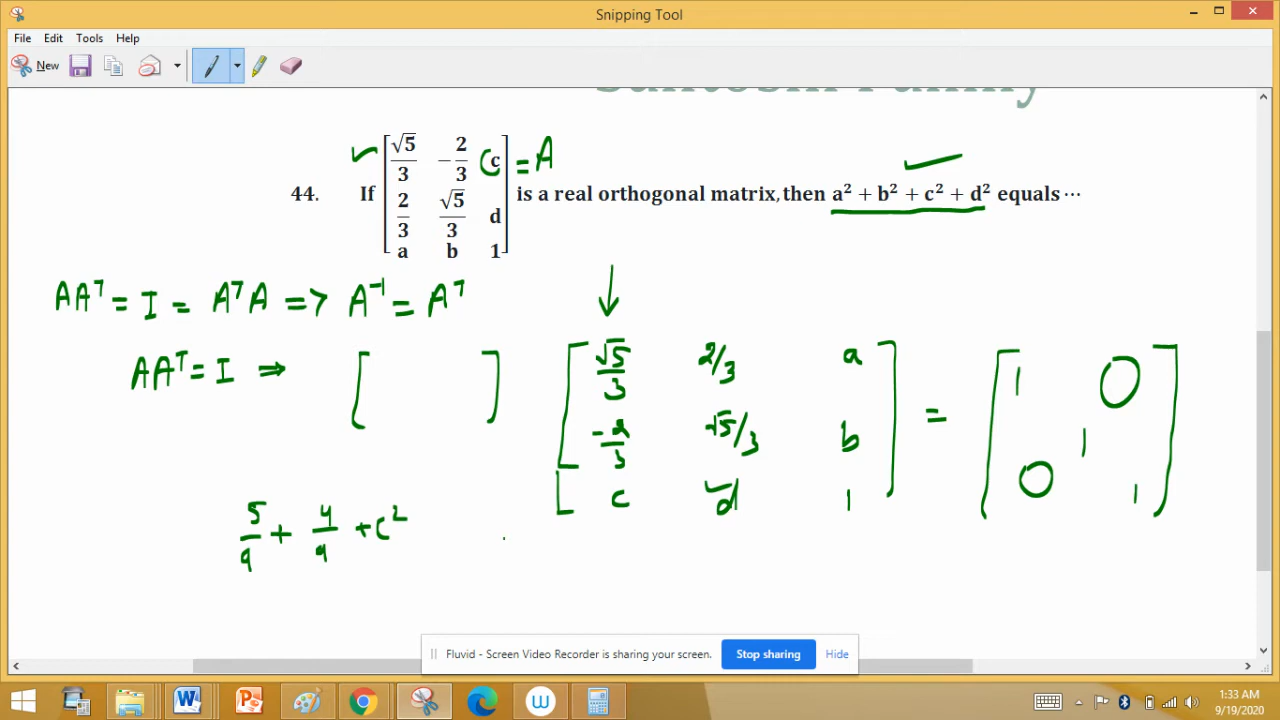 Snipping Tool
File Edit Tools Help
New
44. If [√5/3 -2/3 c; 2/3 √5/3 d; a b 1] = A is a real orthogonal matrix, then a² + b² + c² + d² equals ⋯
AAᵀ = I = AᵀA => A⁻¹ = Aᵀ
AAᵀ = I => [ ] [√5/3 2/3 a; -2/3 √5/3 b; c d 1] = [1 0; 1; 0 1]
5/9 + 4/9 + c²
Fluvid - Screen Video Recorder is sharing your screen. Stop sharing Hide
1:33 AM
9/19/2020